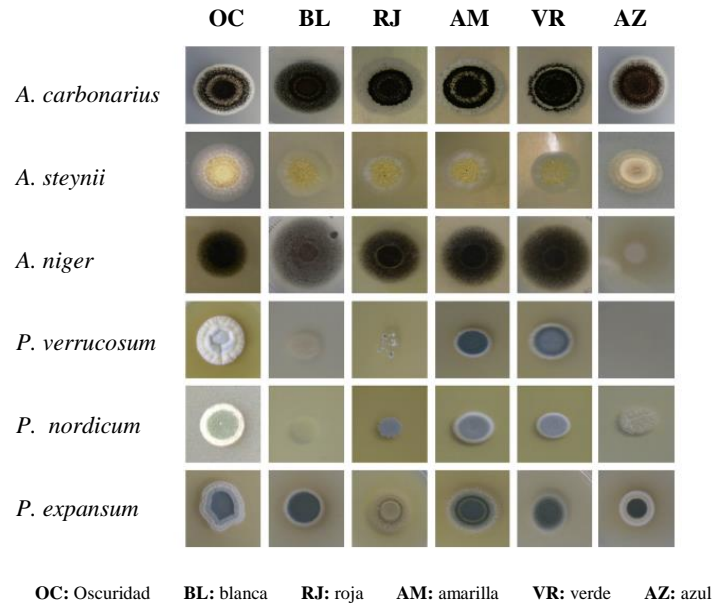 OC BL RJ AM VR AZ
A. carbonarius
A. steynii
A. niger
P. verrucosum
P. nordicum
P. expansum
OC: Oscuridad BL: blanca RJ: roja AM: amarilla VR: verde AZ: azul